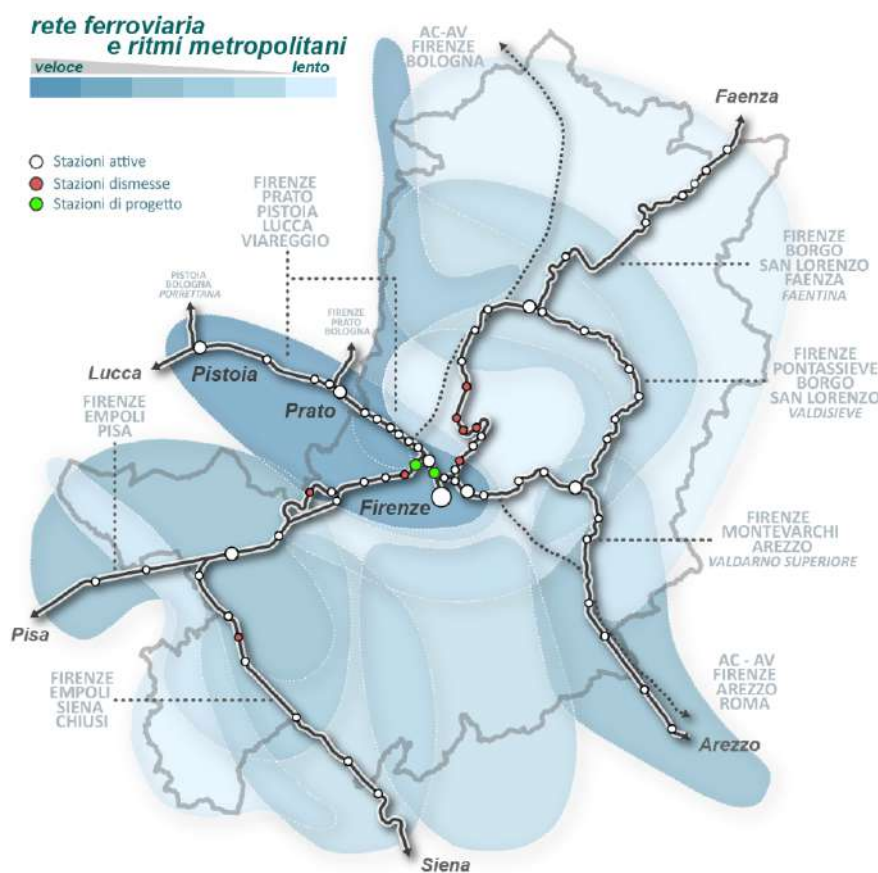 rete ferroviaria
e ritmi metropolitani
veloce
lento
Stazioni attive
Stazioni dismesse
Stazioni di progetto
AC-AV
FIRENZE
BOLOGNA
Faenza
FIRENZE
PRATO
PISTOIA
LUCCA
VIAREGGIO
FIRENZE
BORGO
SAN LORENZO
FAENZA
FAENTINA
PISTOIA
BOLOGNA
PORRETTANA
FIRENZE
PRATO
BOLOGNA
Lucca
Pistoia
Prato
FIRENZE
PONTASSIEVE
BORGO
SAN LORENZO
VALDISIEVE
FIRENZE
EMPOLI
PISA
Firenze
FIRENZE
MONTEVARCHI
AREZZO
VALDARNO SUPERIORE
Pisa
FIRENZE
EMPOLI
SIENA
CHIUSI
AC - AV
FIRENZE
AREZZO
ROMA
Arezzo
Siena